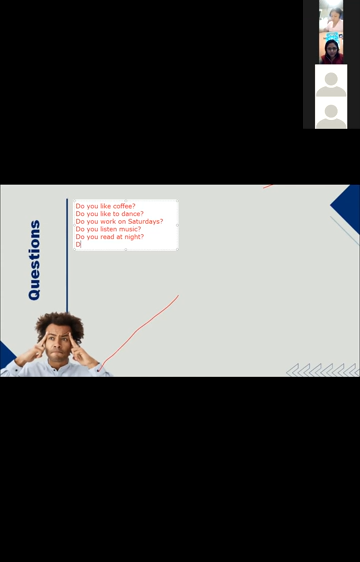 Questions
Do you like coffee?
Do you like to dance?
Do you work on Saturdays?
Do you listen music?
Do you read at night?
D